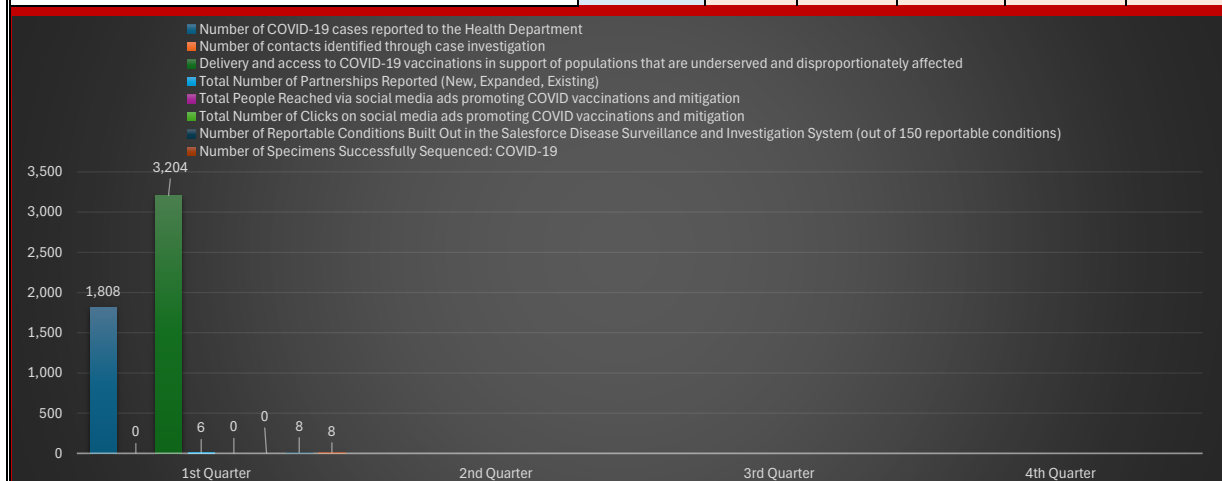 Number of COVID-19 cases reported to the Health Department
Number of contacts identified through case investigation
Delivery and access to COVID-19 vaccinations in support of populations that are underserved and disproportionately affected
Total Number of Partnerships Reported (New, Expanded, Existing)
Total People Reached via social media ads promoting COVID vaccinations and mitigation
Total Number of Clicks on social media ads promoting COVID vaccinations and mitigation
Number of Reportable Conditions Built Out in the Salesforce Disease Surveillance and Investigation System (out of 150 reportable conditions)
Number of Specimens Successfully Sequenced: COVID-19
3,500
3,000
2,500
2,000
1,500
1,000
500
0
1,808
0
3,204
6
0
0
8
8
1st Quarter
2nd Quarter
3rd Quarter
4th Quarter